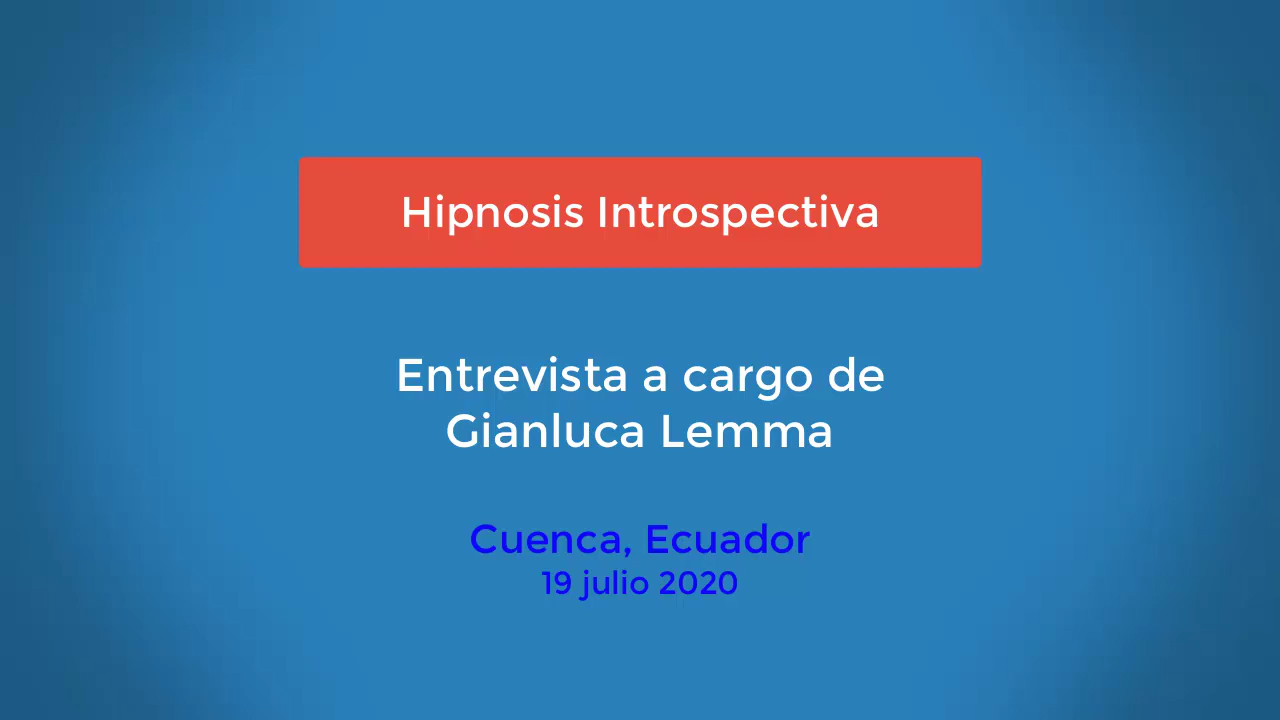 Hipnosis Introspectiva
Entrevista a cargo de
Gianluca Lemma
Cuenca, Ecuador
19 julio 2020